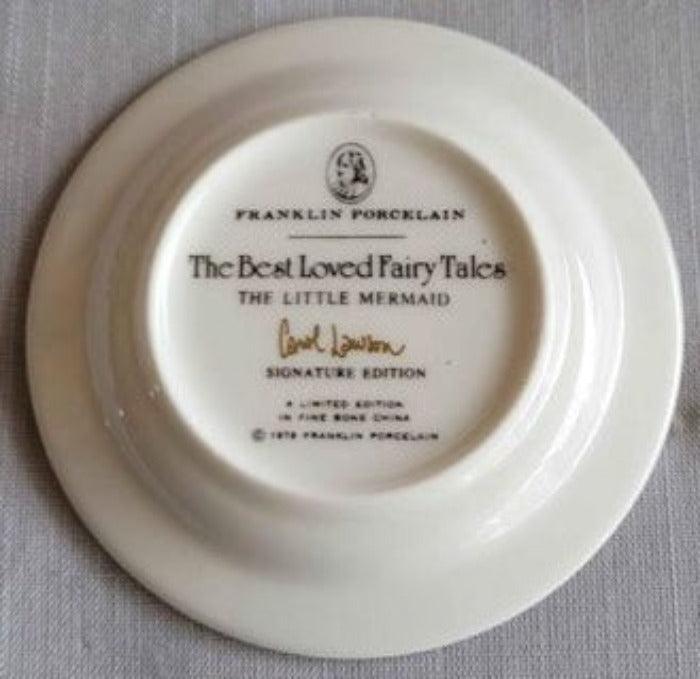 FRANKLIN PORCELAIN
The Best Loved Fairy Tales
THE LITTLE MERMAID
Carol Lawson
SIGNATURE EDITION
A LIMITED EDITION
IN FINE BONE CHINA
© 1979 FRANKLIN PORCELAIN